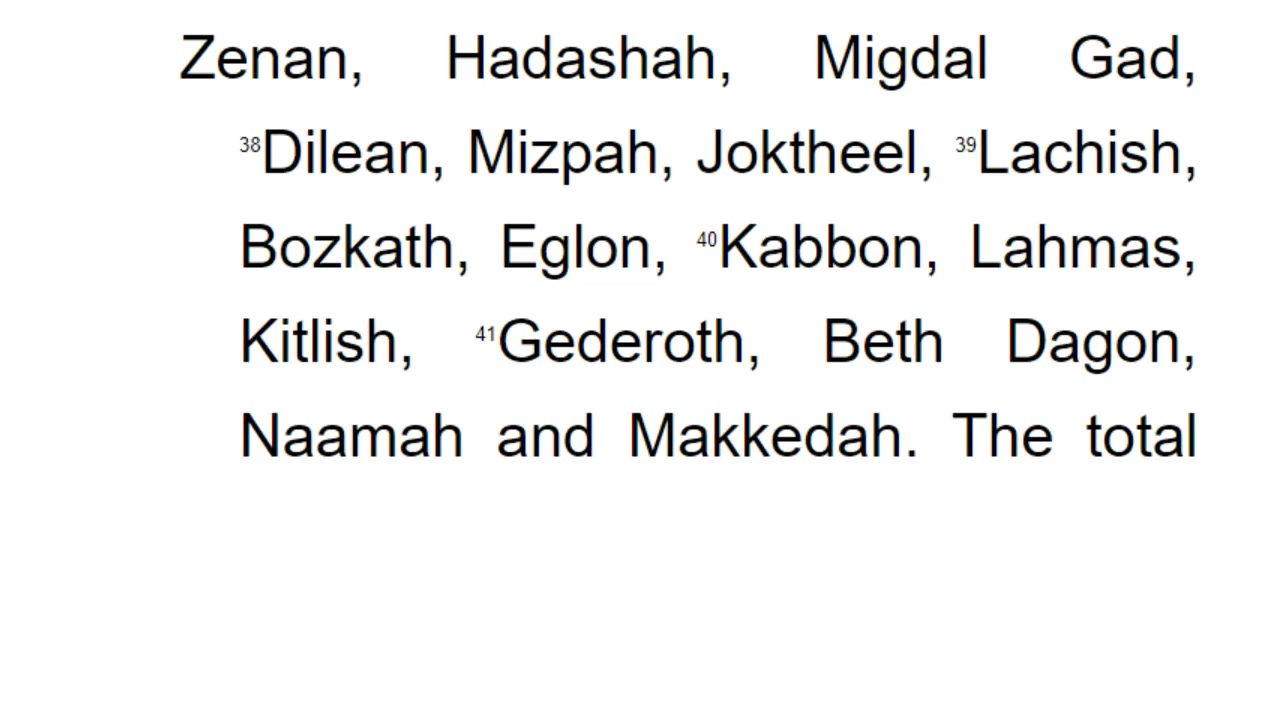 Zenan, Hadashah, Migdal Gad,
38Dilean, Mizpah, Joktheel, 39Lachish,
Bozkath, Eglon, 40Kabbon, Lahmas,
Kitlish, 41Gederoth, Beth Dagon,
Naamah and Makkedah. The total